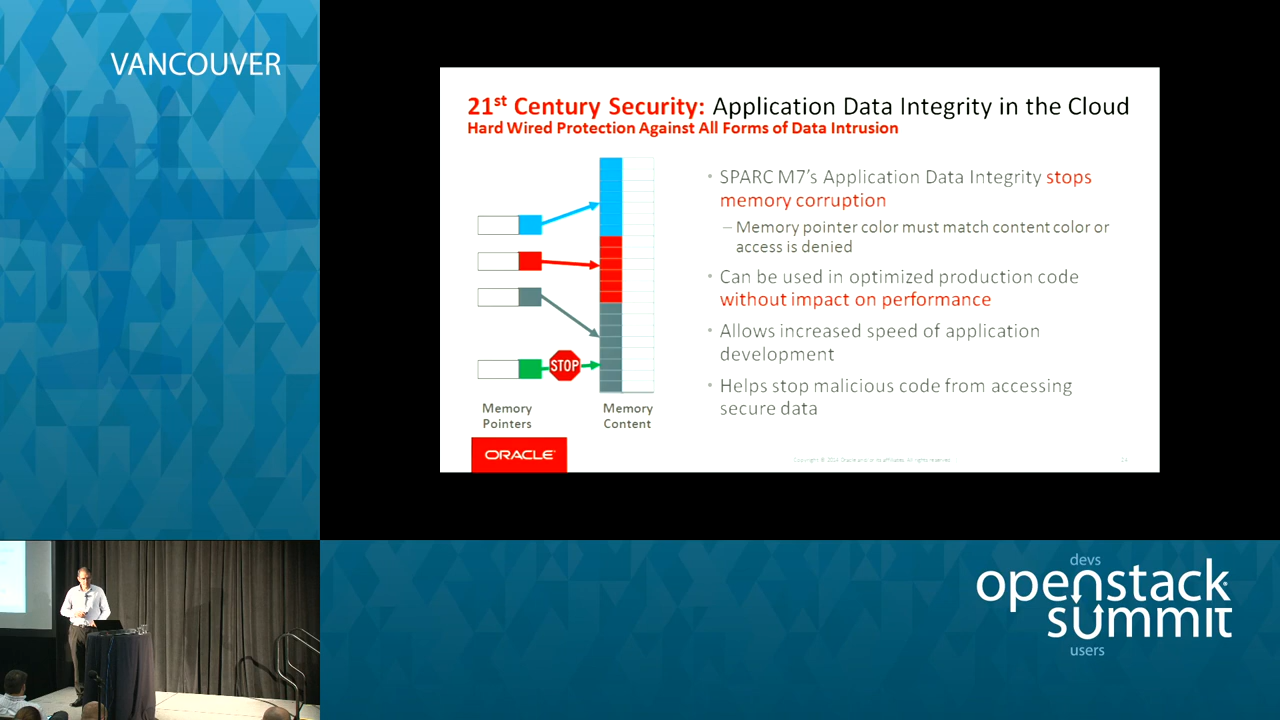 VANCOUVER
21st Century Security: Application Data Integrity in the Cloud
Hard Wired Protection Against All Forms of Data Intrusion
• SPARC M7's Application Data Integrity stops
memory corruption
– Memory pointer color must match content color or
access is denied
• Can be used in optimized production code
without impact on performance
• Allows increased speed of application
development
• Helps stop malicious code from accessing
secure data
STOP
Memory
Pointers
Memory
Content
ORACLE
devs
openstack
summit
users